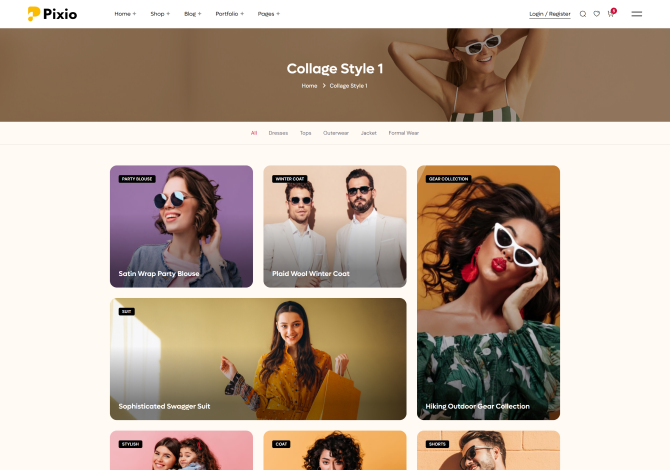 Pixio
Home + Shop + Blog + Portfolio + Pages +
Login / Register
Collage Style 1
Home > Collage Style 1
All Dresses Tops Outerwear Jacket Formal Wear
PARTY BLOUSE
Satin Wrap Party Blouse
WINTER COAT
Plaid Wool Winter Coat
GEAR COLLECTION
Hiking Outdoor Gear Collection
SUIT
Sophisticated Swagger Suit
STYLISH
COAT
SHORTS